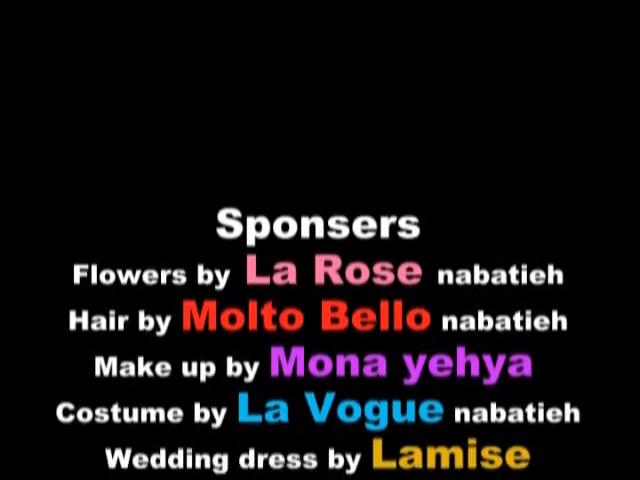 Sponsers
Flowers by La Rose nabatieh
Hair by Molto Bello nabatieh
Make up by Mona yehya
Costume by La Vogue nabatieh
Wedding dress by Lamise